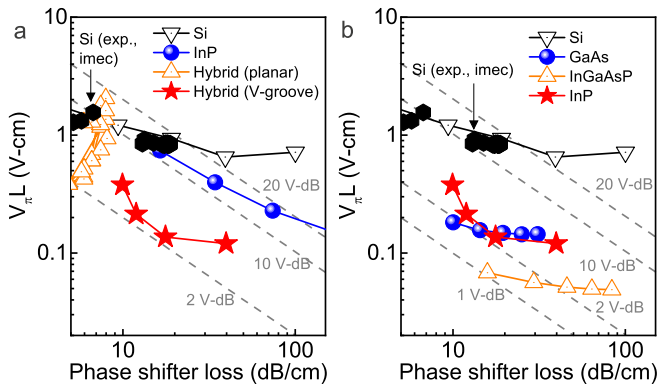 a
10
1
0.1
VπL (V-cm)
Si (exp.,
imec)
Si
InP
Hybrid (planar)
Hybrid (V-groove)
20 V-dB
10 V-dB
2 V-dB
10
100
Phase shifter loss (dB/cm)
b
10
1
0.1
VπL (V-cm)
Si (exp., imec)
Si
GaAs
InGaAsP
InP
20 V-dB
10 V-dB
1 V-dB
2 V-dB
10
100
Phase shifter loss (dB/cm)